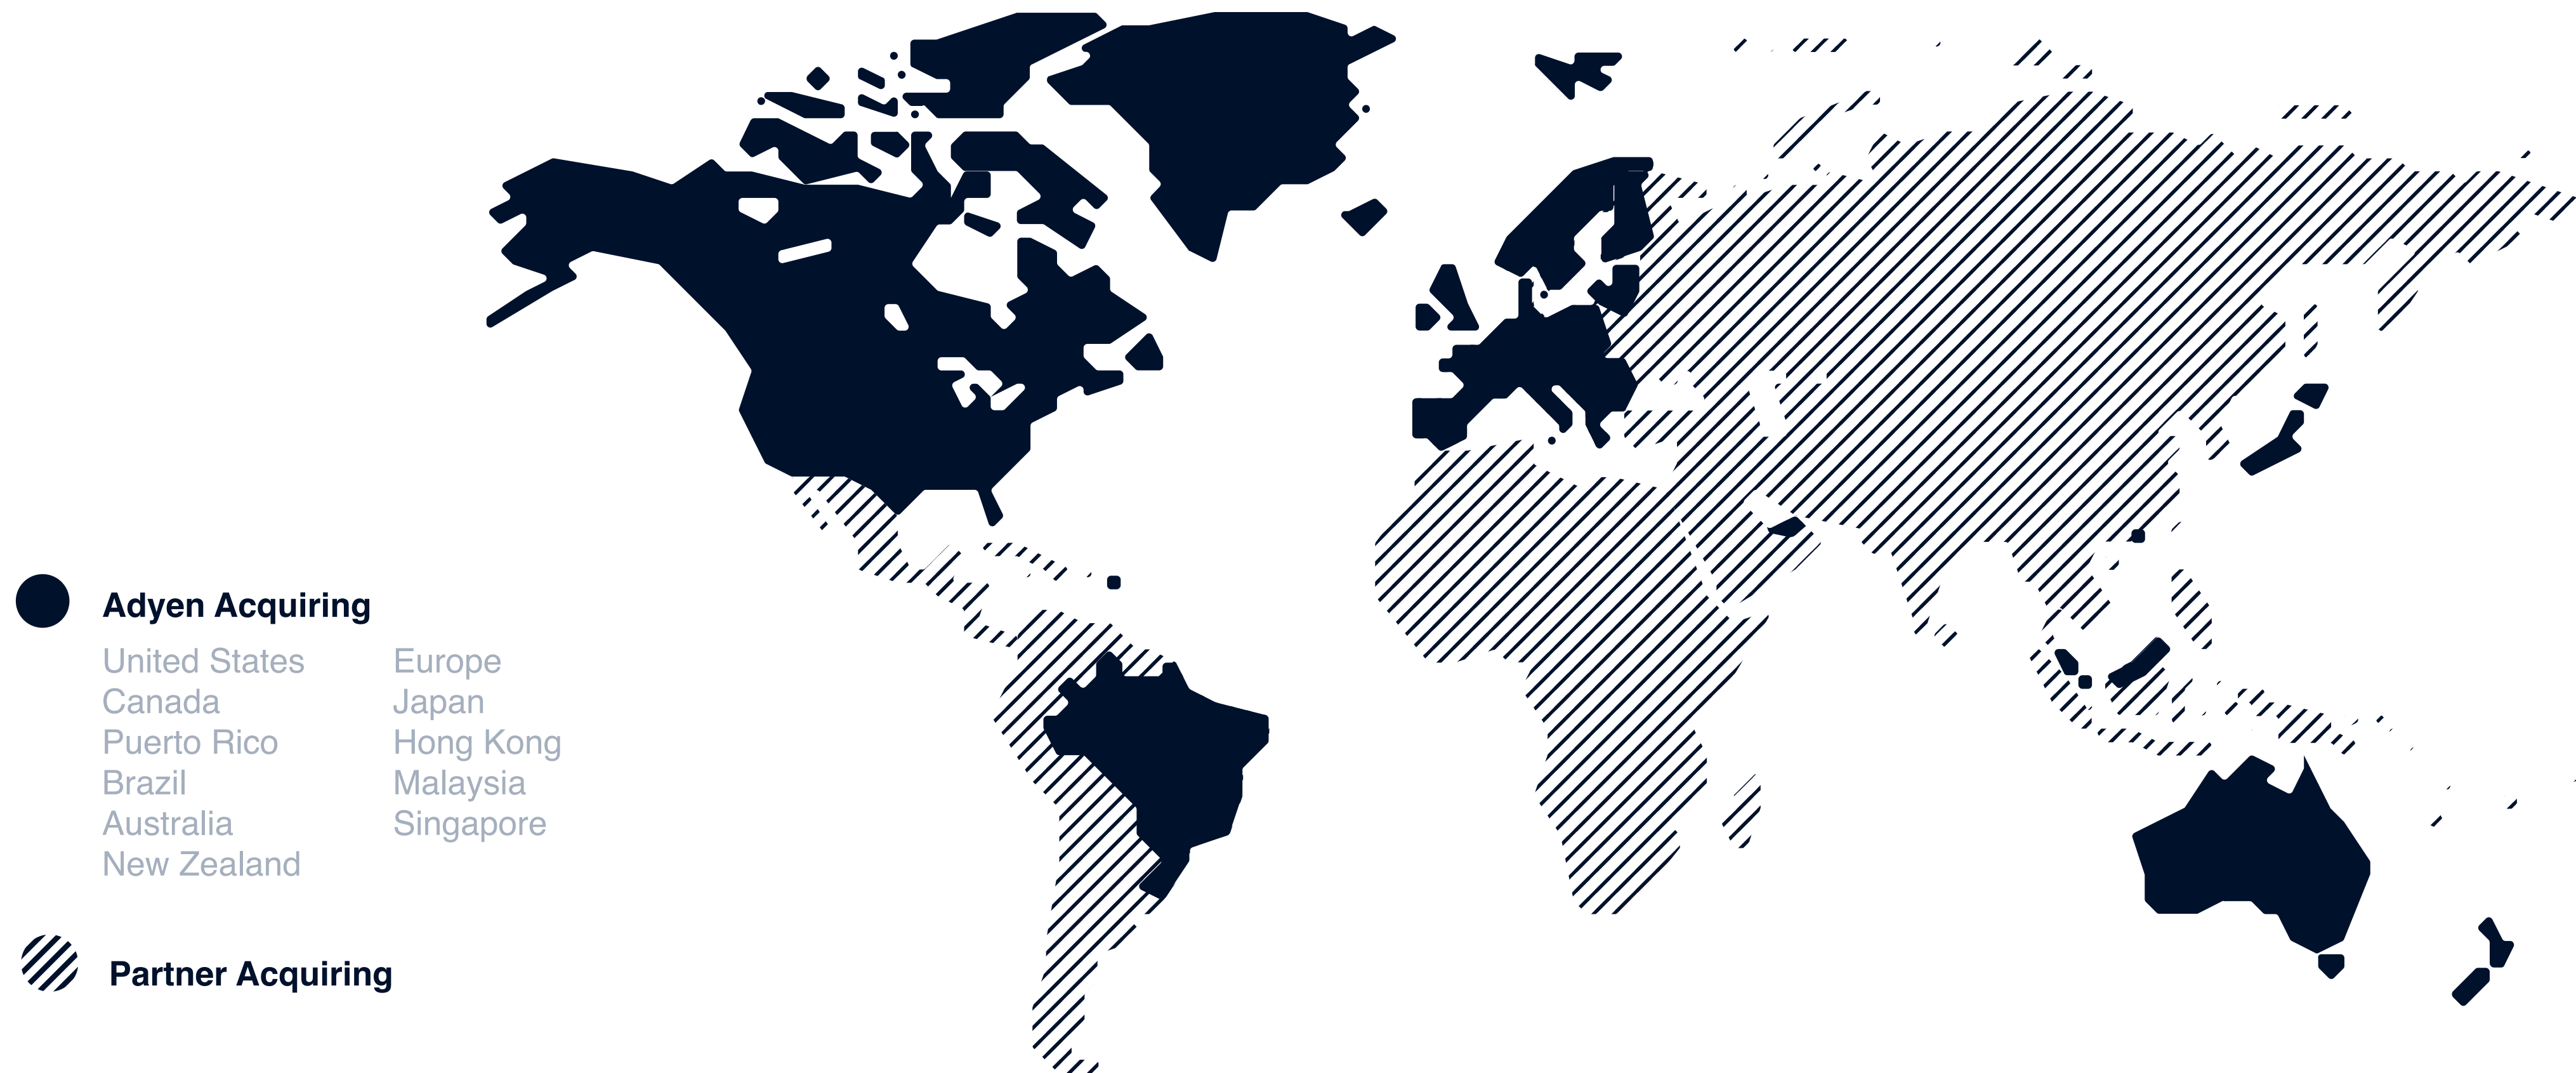 Adyen Acquiring
United States
Canada
Puerto Rico
Brazil
Australia
New Zealand
Europe
Japan
Hong Kong
Malaysia
Singapore
Partner Acquiring